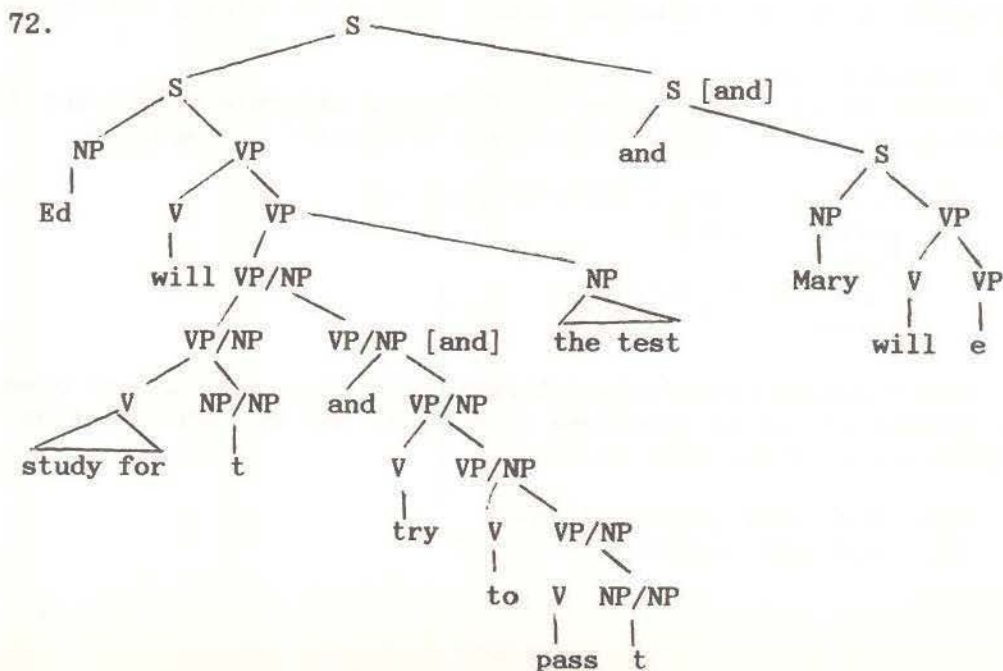 72.
S
S S [and]
NP VP and S
Ed V VP NP VP
will VP/NP NP Mary V VP
VP/NP VP/NP [and] the test will e
V NP/NP and VP/NP
study for t V VP/NP
try V VP/NP
to V NP/NP
pass t